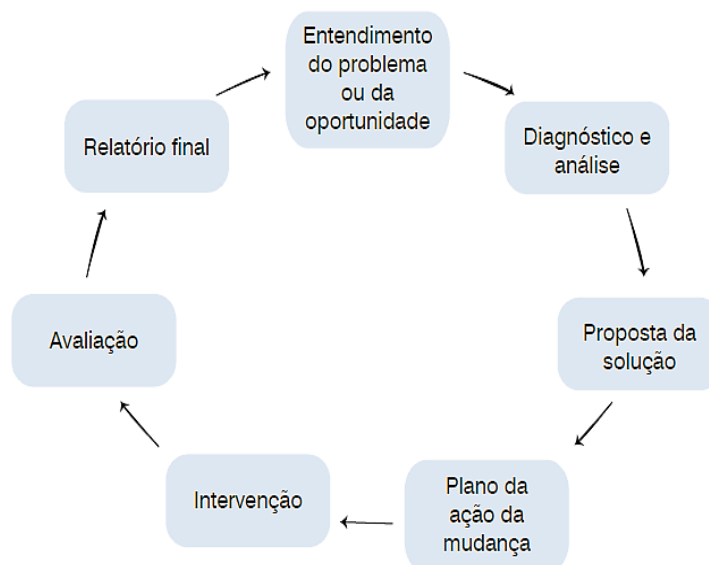 Entendimento
do problema
ou da
oportunidade
Diagnóstico e
análise
Proposta da
solução
Plano da
ação da
mudança
Intervenção
Avaliação
Relatório final